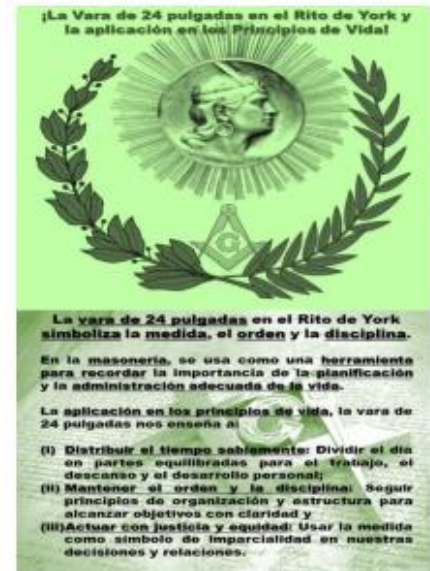 ¡La Vara de 24 pulgadas en el Rito de York y
la aplicación en los Principios de Vida!
G
La vara de 24 pulgadas en el Rito de York
simboliza la medida, el orden y la disciplina.
En la masonería, se usa como una herramienta
para recordar la importancia de la planificación
y la administración adecuada de la vida.
La aplicación en los principios de vida, la vara de
24 pulgadas nos enseña a:
(i) Distribuir el tiempo sabiamente: Dividir el día
en partes equilibradas para el trabajo, el
descanso y el desarrollo personal;
(ii) Mantener el orden y la disciplina: Seguir
principios de organización y estructura para
alcanzar objetivos con claridad y
(iii)Actuar con justicia y equidad: Usar la medida
como símbolo de imparcialidad en nuestras
decisiones y relaciones.